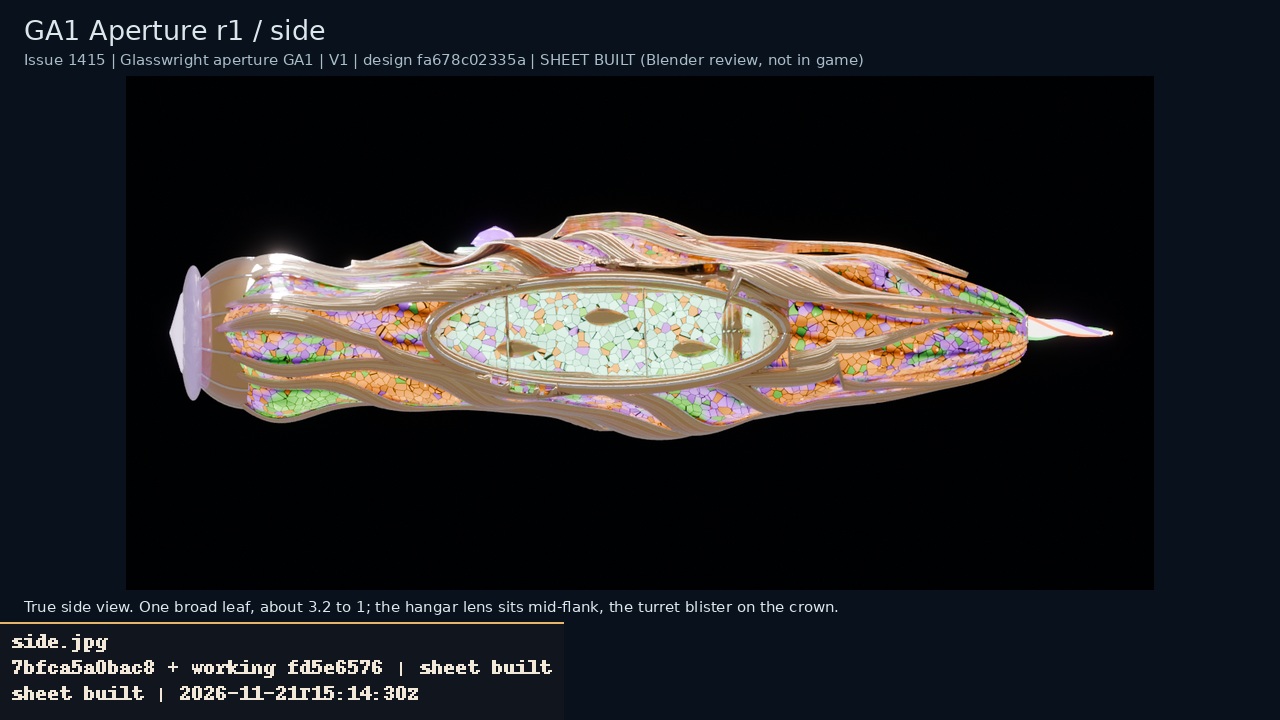 GA1 Aperture r1 / side
Issue 1415 | Glasswright aperture GA1 | V1 | design fa678c02335a | SHEET BUILT (Blender review, not in game)
True side view. One broad leaf, about 3.2 to 1; the hangar lens sits mid-flank, the turret blister on the crown.
side.jpg
7bfca5a0bac8 + working fd5e6576 | sheet built
sheet built | 2026-11-21T15:14:30Z